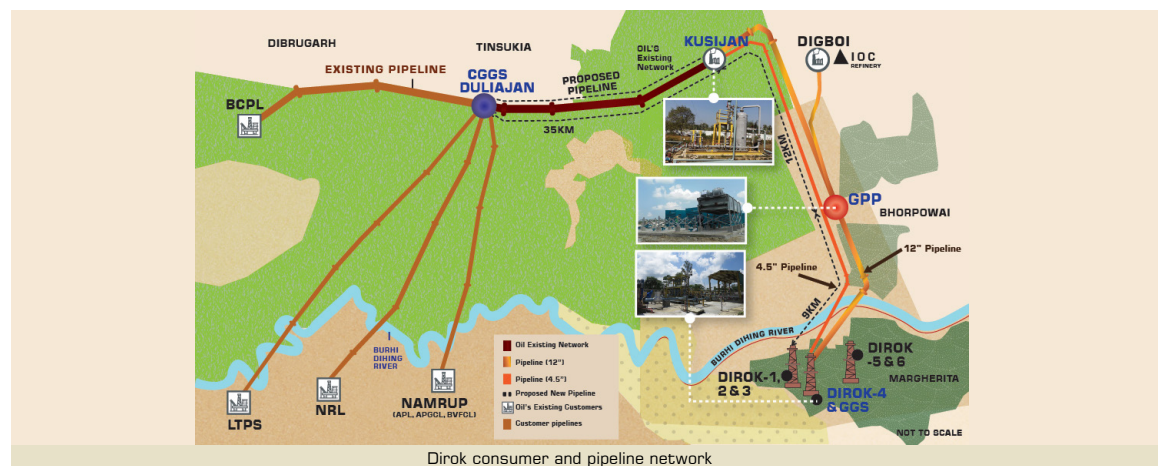 DIBRUGARH
TINSUKIA
OIL'S
Existing
Network
KUSIJAN
DIGBOI
IOC
REFINERY
EXISTING PIPELINE
CGGS
DULIAJAN
PROPOSED
PIPELINE
BCPL
35KM
12KM
GPP
BHORPOWAI
12" Pipeline
4.5" Pipeline
9KM
BURHI DIHING RIVER
BURHI
DIHING
RIVER
Oil Existing Network
Pipeline (12")
Pipeline (4.5")
Proposed New Pipeline
Oil's Existing Customers
Customer pipelines
DIROK
-5 & 6
DIROK-1,
2 & 3
MARGHERITA
DIROK-4
& GGS
LTPS
NRL
NAMRUP
(APL, APGCL, BVFCL)
NOT TO SCALE
Dirok consumer and pipeline network